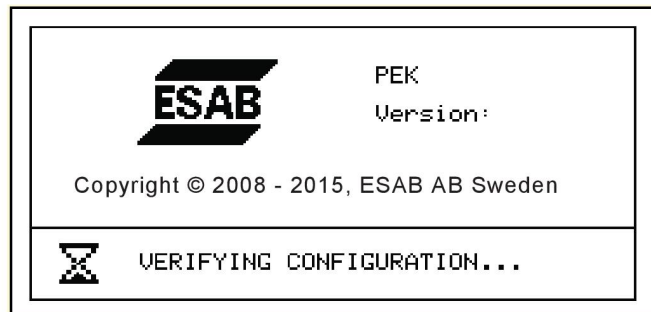 ESAB
PEK
Version:
Copyright © 2008 - 2015, ESAB AB Sweden
VERIFYING CONFIGURATION...